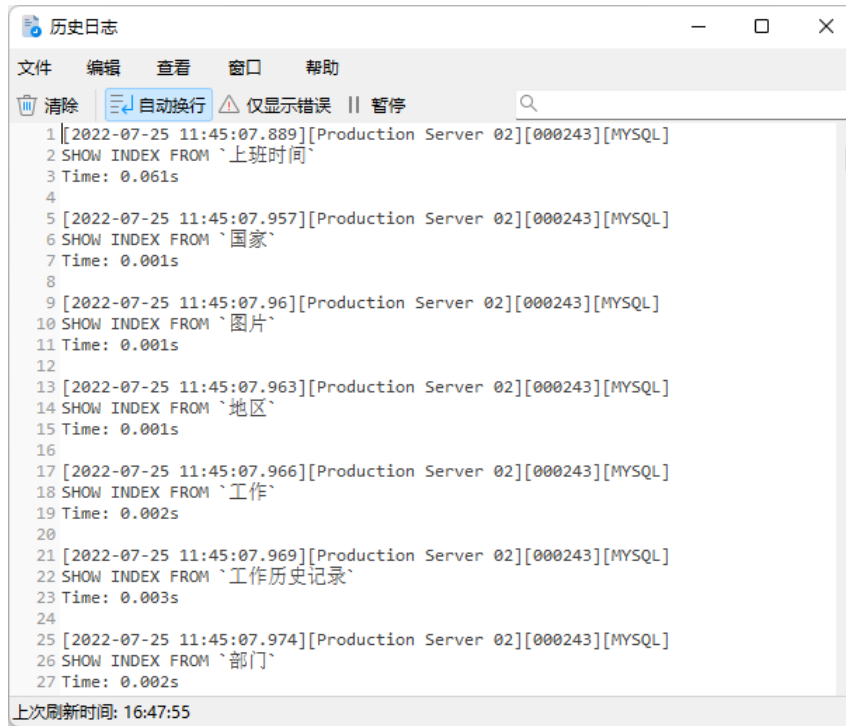 历史日志
文件 编辑 查看 窗口 帮助
清除 自动换行 仅显示错误 暂停
1 [2022-07-25 11:45:07.889][Production Server 02][000243][MYSQL]
2 SHOW INDEX FROM `上班时间`
3 Time: 0.061s
4
5 [2022-07-25 11:45:07.957][Production Server 02][000243][MYSQL]
6 SHOW INDEX FROM `国家`
7 Time: 0.001s
8
9 [2022-07-25 11:45:07.96][Production Server 02][000243][MYSQL]
10 SHOW INDEX FROM `图片`
11 Time: 0.001s
12
13 [2022-07-25 11:45:07.963][Production Server 02][000243][MYSQL]
14 SHOW INDEX FROM `地区`
15 Time: 0.001s
16
17 [2022-07-25 11:45:07.966][Production Server 02][000243][MYSQL]
18 SHOW INDEX FROM `工作`
19 Time: 0.002s
20
21 [2022-07-25 11:45:07.969][Production Server 02][000243][MYSQL]
22 SHOW INDEX FROM `工作历史记录`
23 Time: 0.003s
24
25 [2022-07-25 11:45:07.974][Production Server 02][000243][MYSQL]
26 SHOW INDEX FROM `部门`
27 Time: 0.002s
上次刷新时间: 16:47:55